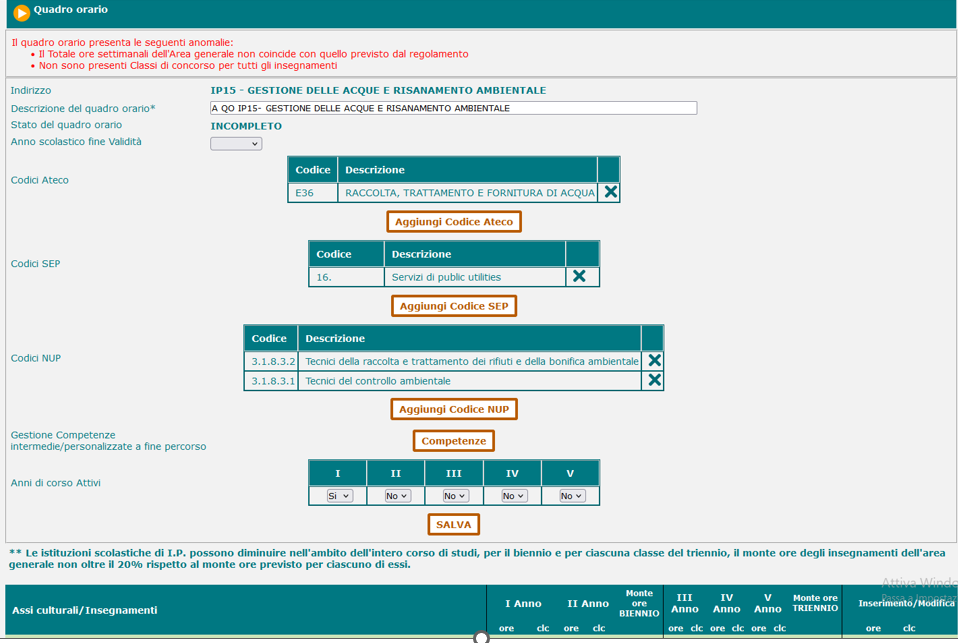 Quadro orario
Il quadro orario presenta le seguenti anomalie:
• Il Totale ore settimanali dell'Area generale non coincide con quello previsto dal regolamento
• Non sono presenti Classi di concorso per tutti gli insegnamenti
Indirizzo IP15 - GESTIONE DELLE ACQUE E RISANAMENTO AMBIENTALE
Descrizione del quadro orario* A QO IP15- GESTIONE DELLE ACQUE E RISANAMENTO AMBIENTALE
Stato del quadro orario INCOMPLETO
Anno scolastico fine Validità
Codici Ateco
Codice Descrizione
E36 RACCOLTA, TRATTAMENTO E FORNITURA DI ACQUA
Aggiungi Codice Ateco
Codici SEP
Codice Descrizione
16. Servizi di public utilities
Aggiungi Codice SEP
Codici NUP
Codice Descrizione
3.1.8.3.2 Tecnici della raccolta e trattamento dei rifiuti e della bonifica ambientale
3.1.8.3.1 Tecnici del controllo ambientale
Aggiungi Codice NUP
Gestione Competenze
intermedie/personalizzate a fine percorso
Competenze
Anni di corso Attivi
I II III IV V
Si No No No No
SALVA
** Le istituzioni scolastiche di I.P. possono diminuire nell'ambito dell'intero corso di studi, per il biennio e per ciascuna classe del triennio, il monte ore degli insegnamenti dell'area
generale non oltre il 20% rispetto al monte ore previsto per ciascuno di essi.
Attiva Windo
Passa a Impostaz
Assi culturali/Insegnamenti
I Anno II Anno Monte ore BIENNIO III Anno IV Anno V Anno Monte ore TRIENNIO Inserimento/Modifica
ore clc ore clc ore clc ore clc ore clc ore clc